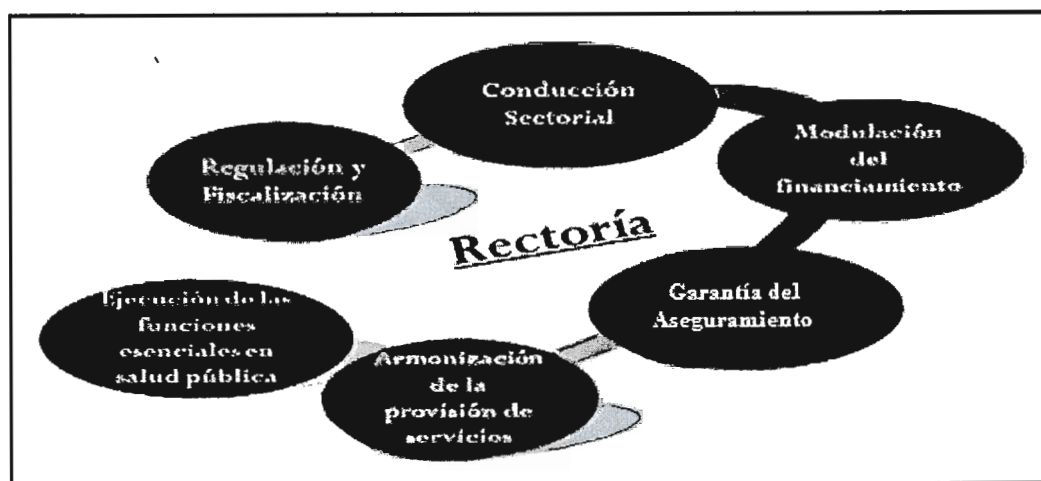 Conducción
Sectorial
Modulación
del
financiamiento
Regulación y
Fiscalización
Rectoría
Garantía del
Aseguramiento
Ejecución de las
funciones
esenciales en
salud pública
Armonización
de la
provisión de
servicios